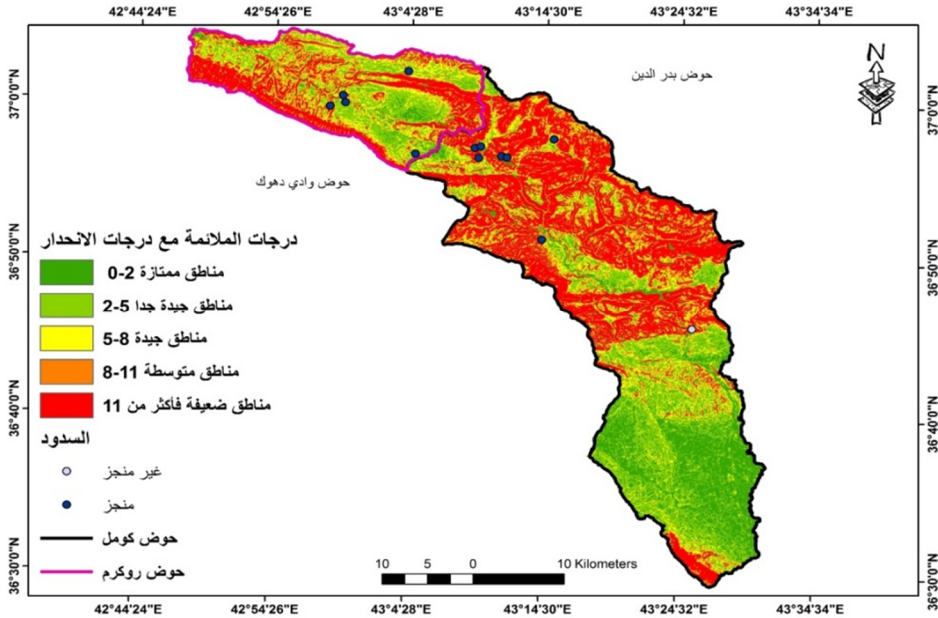 42°44'24"E 42°54'26"E 43°4'28"E 43°14'30"E 43°24'32"E 43°34'34"E
N
حوض بدر الدين
37°0'0"N 37°0'0"N
حوض وادي دهوك
درجات الملائمة مع درجات الانحدار
36°50'0"N 36°50'0"N
مناطق ممتازة 2-0
مناطق جيدة جدا 5-2
مناطق جيدة 8-5
مناطق متوسطة 11-8
مناطق ضعيفة فأكثر من 11
36°40'0"N 36°40'0"N
السدود
غير منجز
منجز
حوض كومل
حوض روكرم
36°30'0"N 36°30'0"N
10 5 0 10 Kilometers
42°44'24"E 42°54'26"E 43°4'28"E 43°14'30"E 43°24'32"E 43°34'34"E